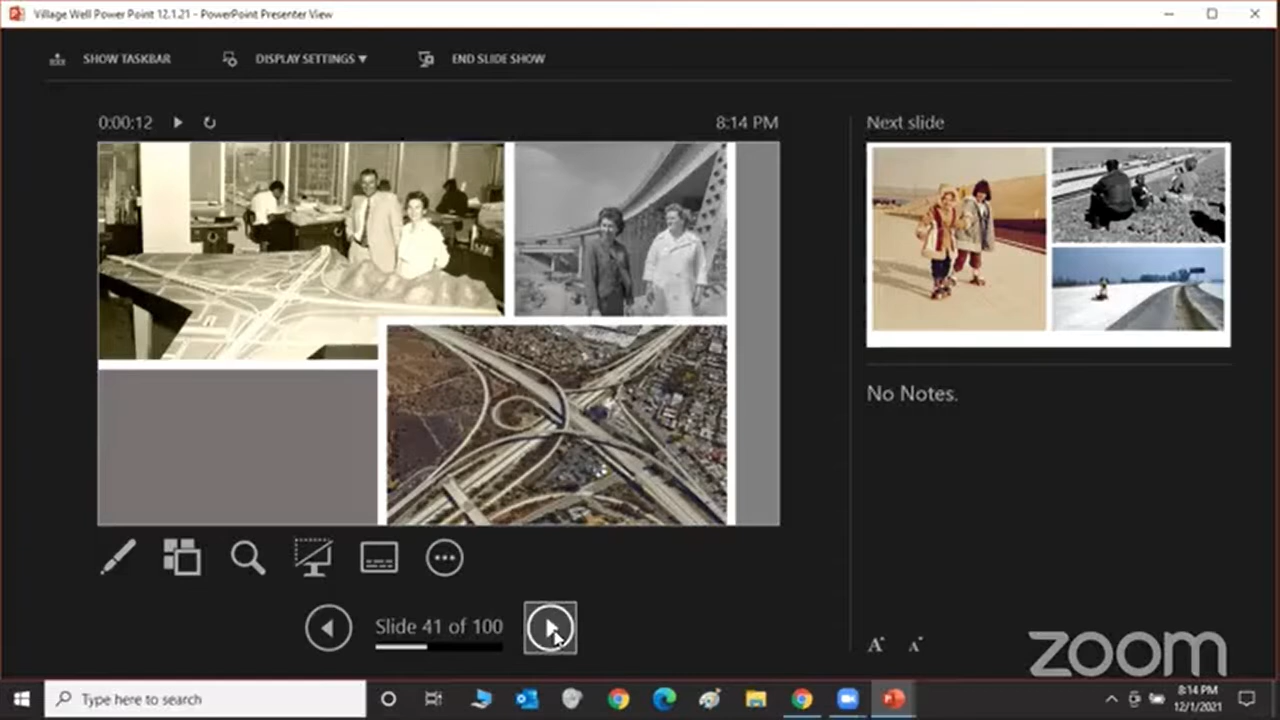 Village Well Power Point 12.1.21 - PowerPoint Presenter View
SHOW TASKBAR
DISPLAY SETTINGS
END SLIDE SHOW
0:00:12
8:14 PM
Next slide
No Notes.
Slide 41 of 100
A
A
zoom
Type here to search
8:14 PM
12/1/2021